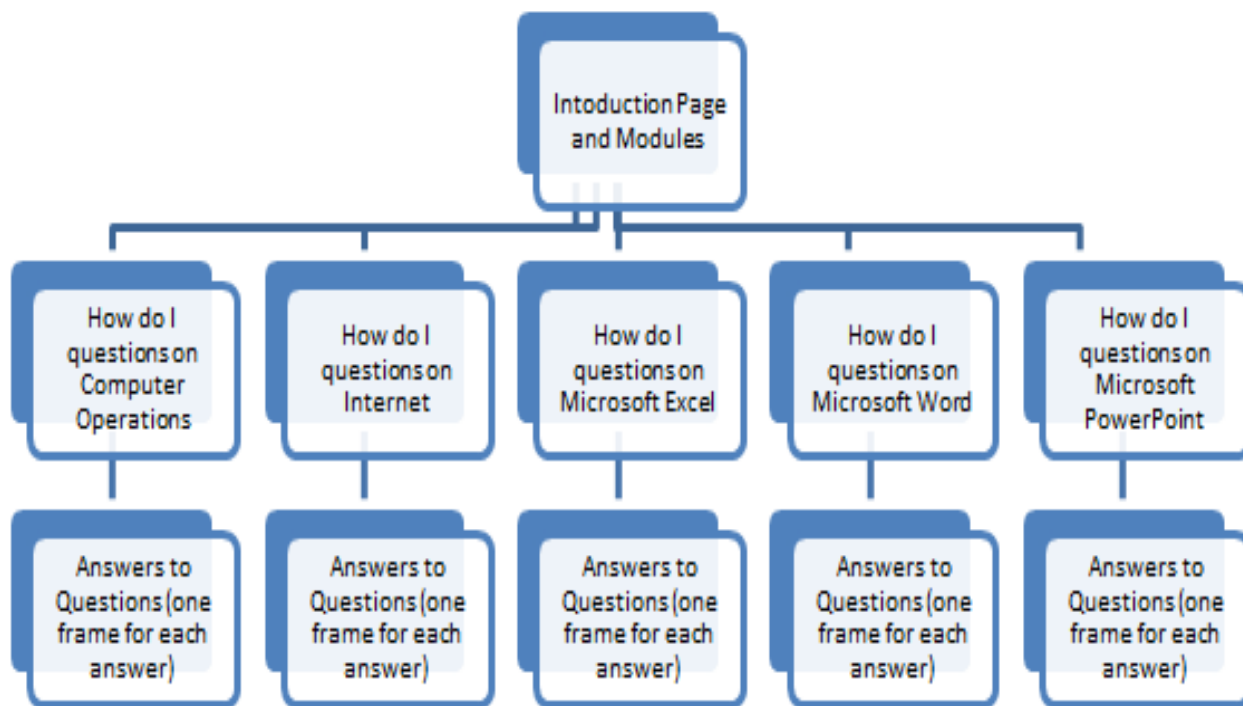 Intoduction Page
and Modules
How do I
questions on
Computer
Operations
How do I
questions on
Internet
How do I
questions on
Microsoft Excel
How do I
questions on
Microsoft Word
How do I
questions on
Microsoft
PowerPoint
Answers to
Questions (one
frame for each
answer)
Answers to
Questions (one
frame for each
answer)
Answers to
Questions (one
frame for each
answer)
Answers to
Questions (one
frame for each
answer)
Answers to
Questions (one
frame for each
answer)